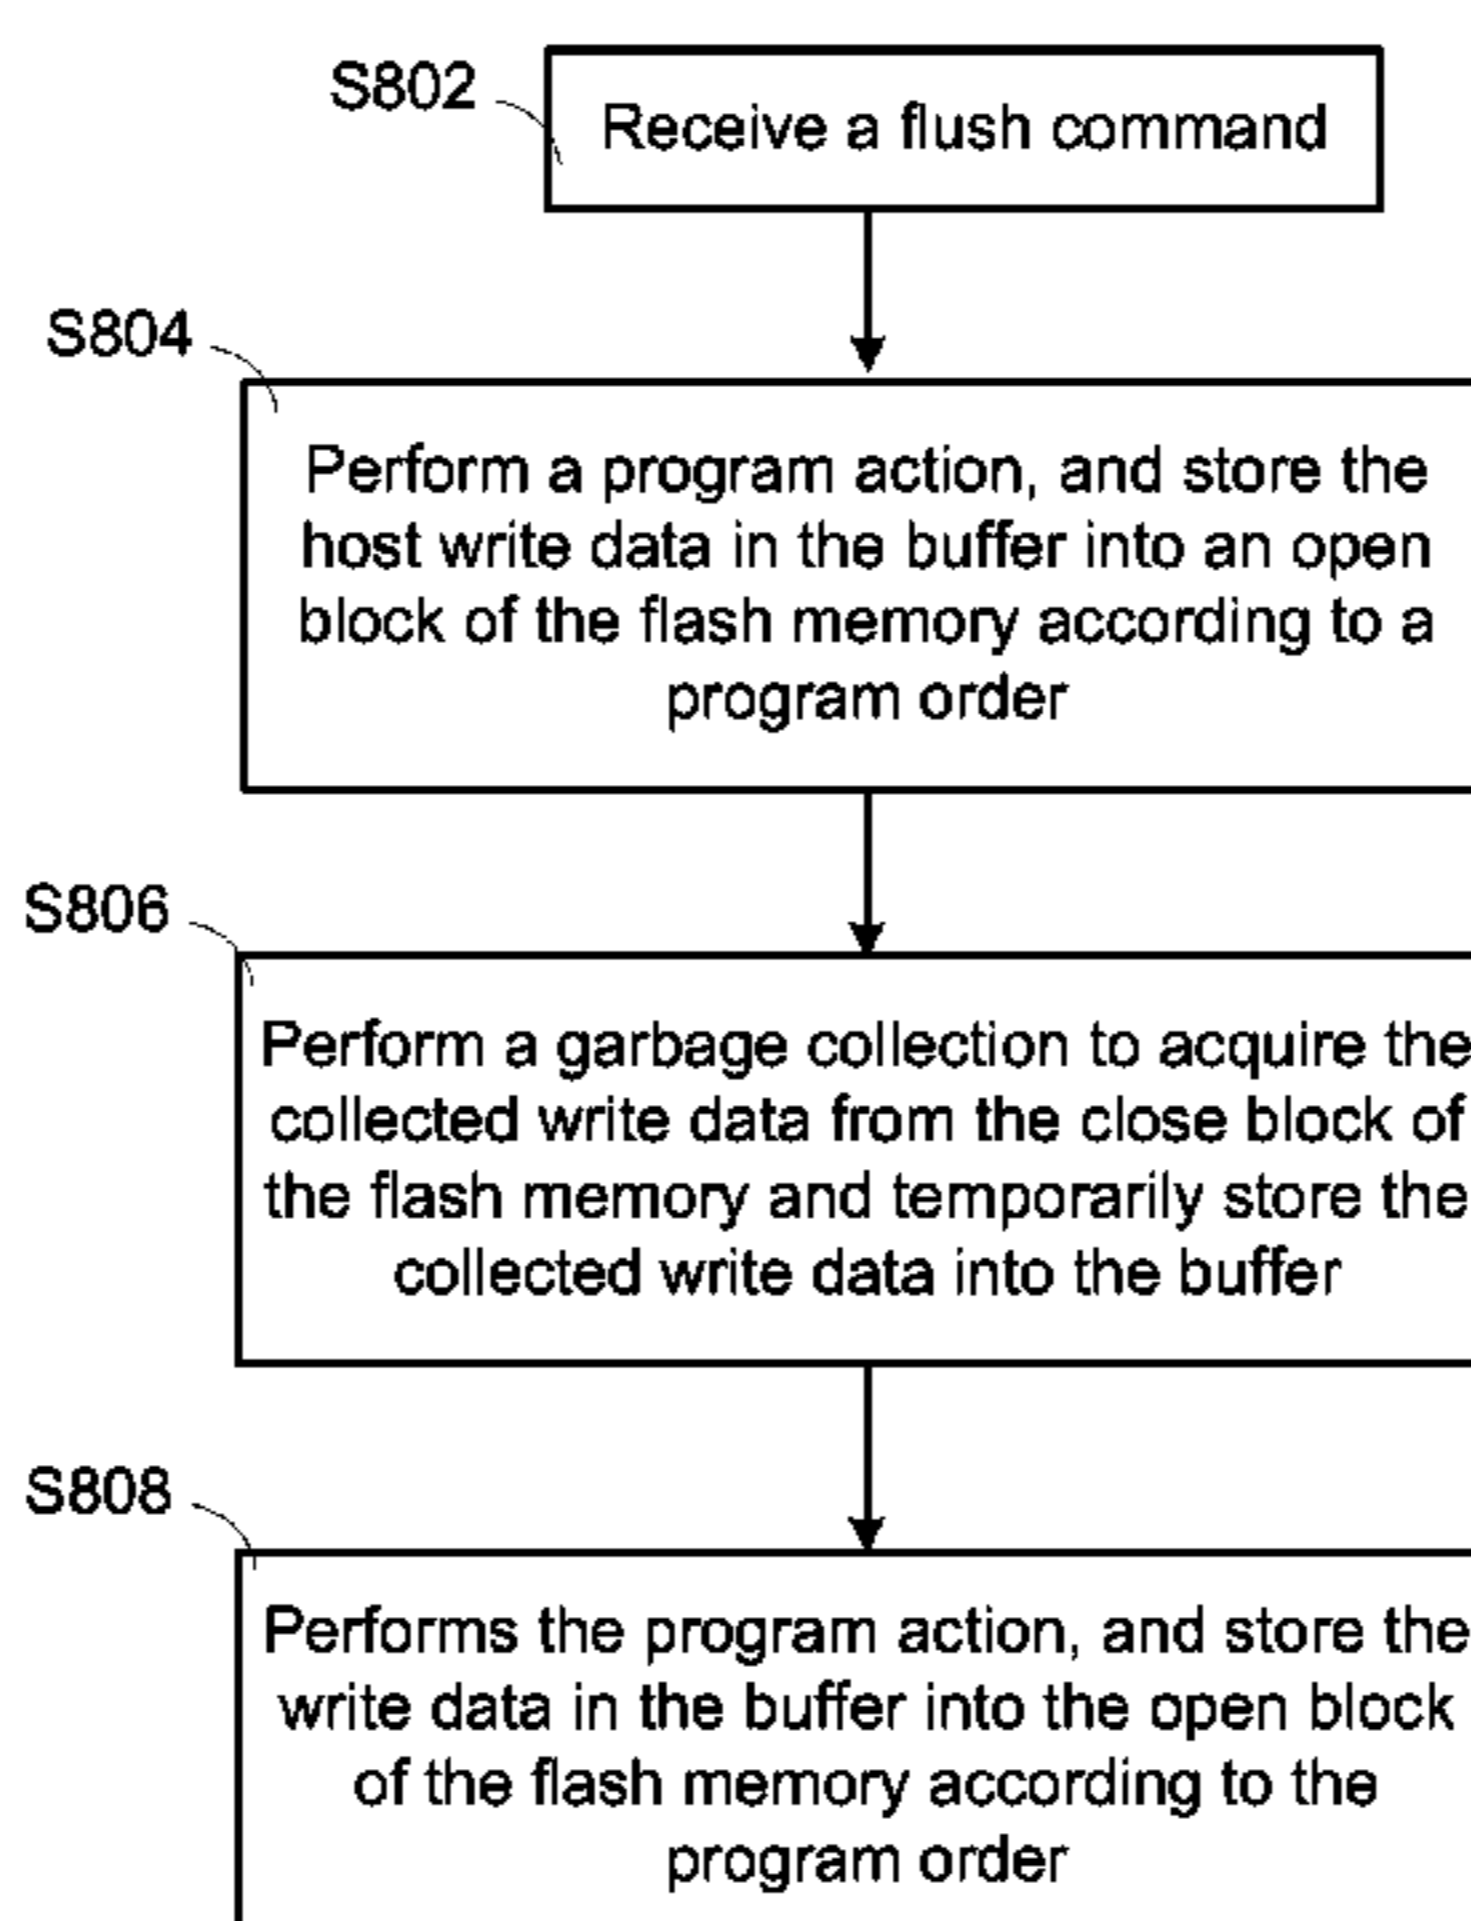 S802
Receive a flush command
S804
Perform a program action, and store the
host write data in the buffer into an open
block of the flash memory according to a
program order
S806
Perform a garbage collection to acquire the
collected write data from the close block of
the flash memory and temporarily store the
collected write data into the buffer
S808
Performs the program action, and store the
write data in the buffer into the open block
of the flash memory according to the
program order